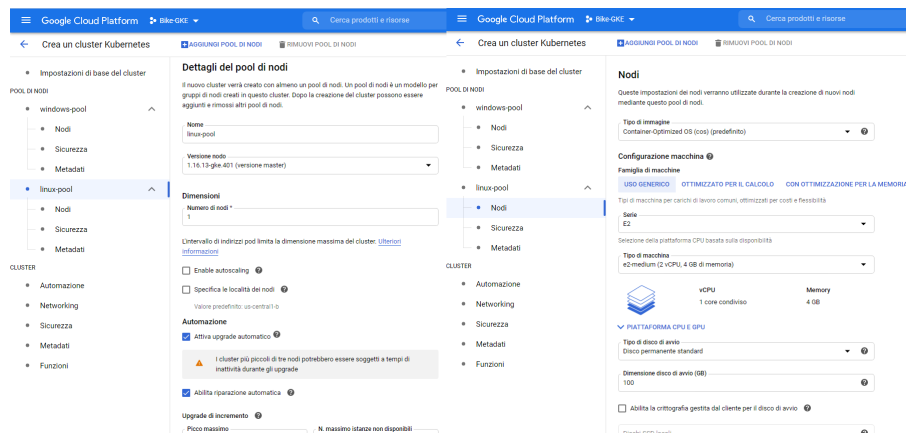 Google Cloud Platform
Bike-GKE
Cerca prodotti e risorse
Crea un cluster Kubernetes
AGGIUNGI POOL DI NODI
RIMUOVI POOL DI NODI
Impostazioni di base del cluster
POOL DI NODI
windows-pool
Nodi
Sicurezza
Metadati
linux-pool
Nodi
Sicurezza
Metadati
CLUSTER
Automazione
Networking
Sicurezza
Metadati
Funzioni
Dettagli del pool di nodi
Il nuovo cluster verrà creato con almeno un pool di nodi. Un pool di nodi è un modello per
gruppi di nodi creati in questo cluster. Dopo la creazione del cluster possono essere
aggiunti e rimossi altri pool di nodi.
Nome
linux-pool
Versione nodo
1.16.13-gke.401 (versione master)
Dimensioni
Numero di nodi *
1
L'intervallo di indirizzi pod limita la dimensione massima del cluster. Ulteriori
informazioni
Enable autoscaling
Specifica le località dei nodi
Valore predefinito: us-central1-b
Automazione
Attiva upgrade automatico
I cluster più piccoli di tre nodi potrebbero essere soggetti a tempi di
inattività durante gli upgrade
Abilita riparazione automatica
Upgrade di incremento
Picco massimo
N. massimo istanze non disponibili
Google Cloud Platform
Bike-GKE
Cerca prodotti e risorse
Crea un cluster Kubernetes
AGGIUNGI POOL DI NODI
RIMUOVI POOL DI NODI
Impostazioni di base del cluster
POOL DI NODI
windows-pool
Nodi
Sicurezza
Metadati
linux-pool
Nodi
Sicurezza
Metadati
CLUSTER
Automazione
Networking
Sicurezza
Metadati
Funzioni
Nodi
Queste impostazioni dei nodi verranno utilizzate durante la creazione di nuovi nodi
mediante questo pool di nodi.
Tipo di immagine
Container-Optimized OS (cos) (predefinito)
Configurazione macchina
Famiglia di macchine
USO GENERICO
OTTIMIZZATO PER IL CALCOLO
CON OTTIMIZZAZIONE PER LA MEMORIA
Tipi di macchina per carichi di lavoro comuni, ottimizzati per costi e flessibilità
Serie
E2
Selezione della piattaforma CPU basata sulla disponibilità
Tipo di macchina
e2-medium (2 vCPU, 4 GB di memoria)
vCPU
Memory
1 core condiviso
4 GB
PIATTAFORMA CPU E GPU
Tipo di disco di avvio
Disco permanente standard
Dimensione disco di avvio (GB)
100
Abilita la crittografia gestita dal cliente per il disco di avvio